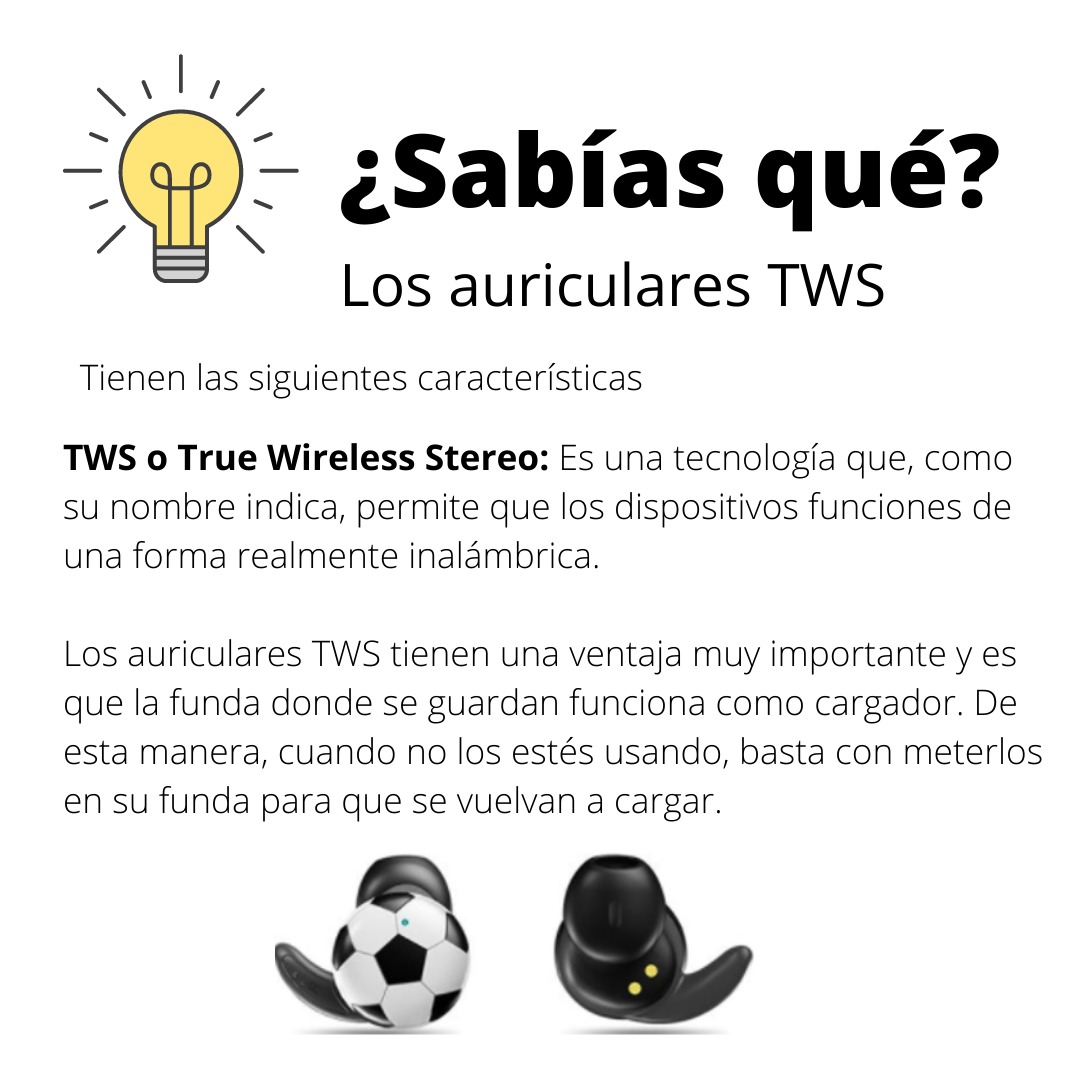 ¿Sabías qué?
Los auriculares TWS
Tienen las siguientes características
TWS o True Wireless Stereo: Es una tecnología que, como
su nombre indica, permite que los dispositivos funciones de
una forma realmente inalámbrica.
Los auriculares TWS tienen una ventaja muy importante y es
que la funda donde se guardan funciona como cargador. De
esta manera, cuando no los estés usando, basta con meterlos
en su funda para que se vuelvan a cargar.